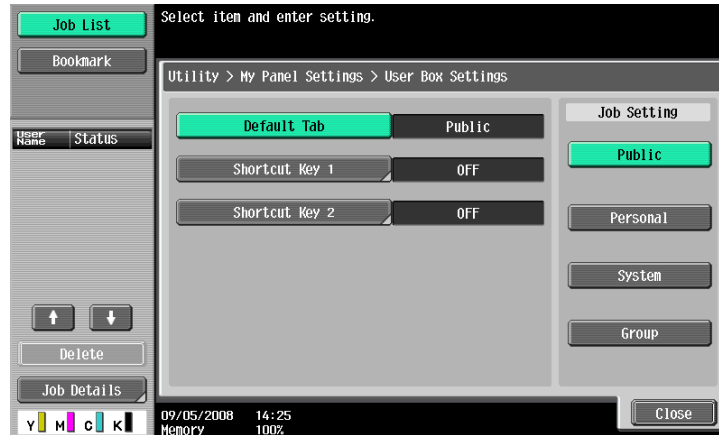 Job List
Select item and enter setting.
Bookmark
Utility > My Panel Settings > User Box Settings
User Name Status
Default Tab Public
Shortcut Key 1 OFF
Shortcut Key 2 OFF
Job Setting
Public
Personal
System
Group
Delete
Job Details
Y M C K
09/05/2008 14:25
Memory 100%
Close